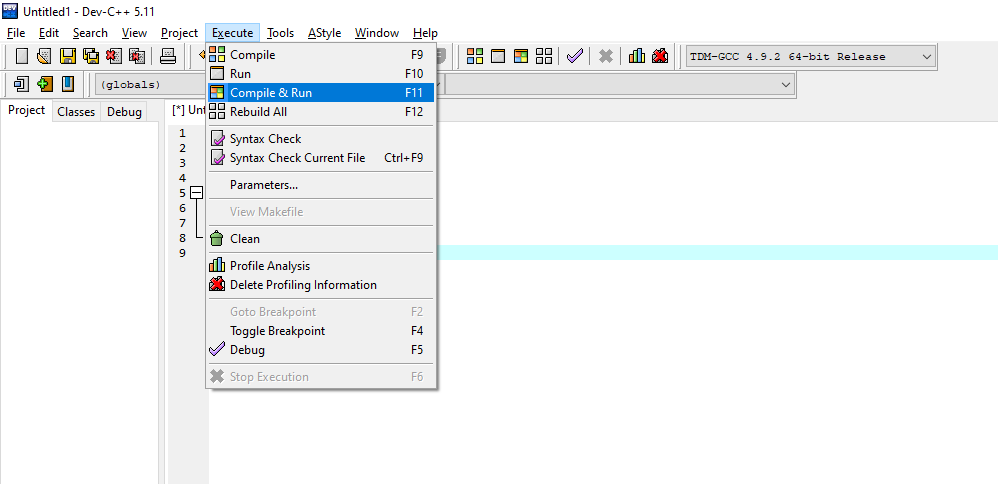 DEV Untitled1 - Dev-C++ 5.11
File Edit Search View Project Execute Tools AStyle Window Help
TDM-GCC 4.9.2 64-bit Release
(globals)
Project Classes Debug
[*] Unt
Compile F9
Run F10
Compile & Run F11
Rebuild All F12
Syntax Check
Syntax Check Current File Ctrl+F9
Parameters...
View Makefile
Clean
Profile Analysis
Delete Profiling Information
Goto Breakpoint F2
Toggle Breakpoint F4
Debug F5
Stop Execution F6
1
2
3
4
5
6
7
8
9